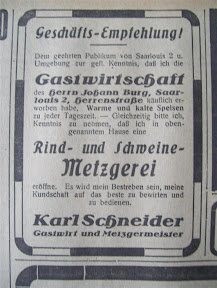 Geschäfts-Empfehlung!
Dem geehrten Publikum von Saarlouis 2 u.
Umgebung zur gefl. Kenntnis, daß ich die
Gastwirtschaft
des Herrn Johann Burg, Saar-
louis 2, Herrenstraße käuflich er-
worben habe, Warme und kalte Speisen
zu jeder Tageszeit. — Gleichzeitig bitte ich,
Kenntnis zu nehmen, daß ich in oben-
genannten Hause eine
Rind- und Schweine-
Metzgerei
eröffne. Es wird mein Bestreben sein, meine
Kundschaft auf das beste zu bewirten und
zu bedienen.
Karl Schneider
Gastwirt und Metzgermeister